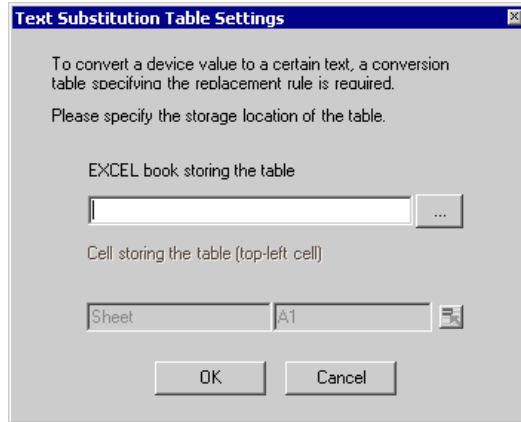 Text Substitution Table Settings
To convert a device value to a certain text, a conversion
table specifying the replacement rule is required.
Please specify the storage location of the table.
EXCEL book storing the table
...
Cell storing the table (top-left cell)
Sheet A1
OK Cancel